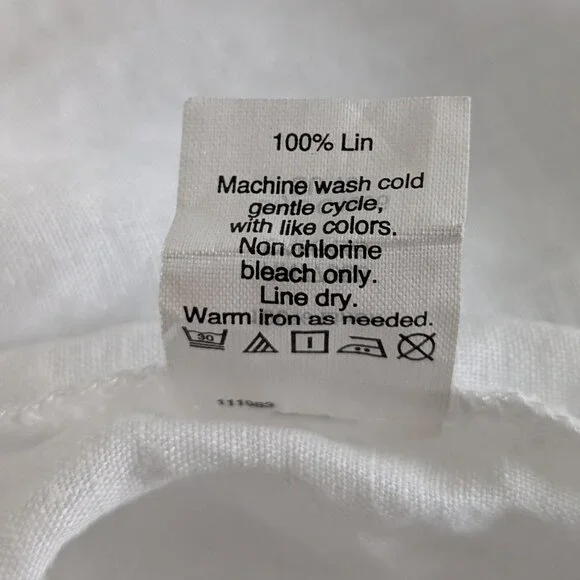 100% Lin
Machine wash cold
gentle cycle,
with like colors.
Non chlorine
bleach only.
Line dry.
Warm iron as needed.
30